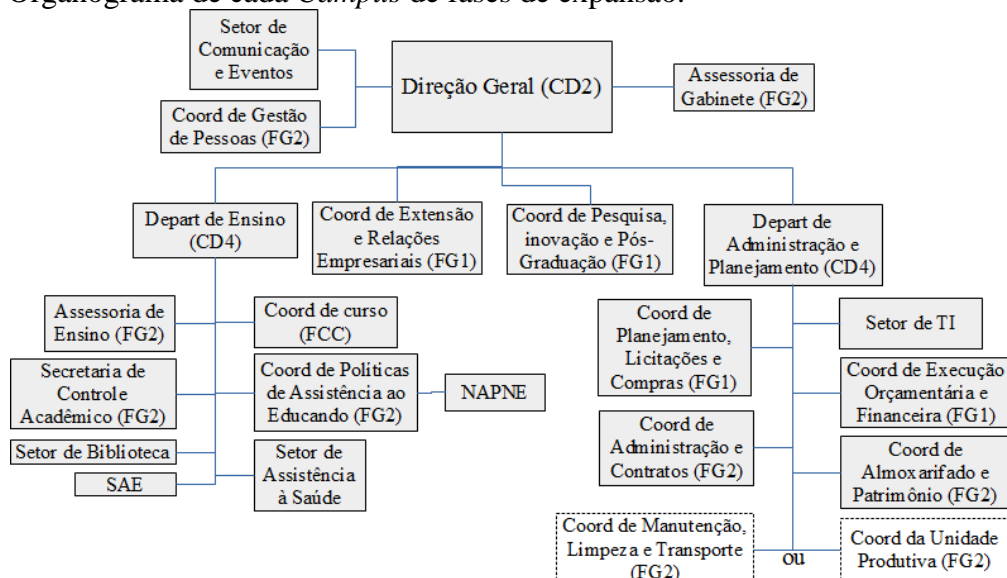 Organograma de cada Campus de fases de expansão:
Setor de
Comunicação
e Eventos
Direção Geral (CD2)
Assessoria de
Gabinete (FG2)
Coord de Gestão
de Pessoas (FG2)
Depart de Ensino
(CD4)
Coord de Extensão
e Relações
Empresariais (FG1)
Coord de Pesquisa,
inovação e Pós-
Graduação (FG1)
Depart de
Administração e
Planejamento (CD4)
Assessoria de
Ensino (FG2)
Coord de curso
(FCC)
Coord de
Planejamento,
Licitações e
Compras (FG1)
Setor de TI
Secretaria de
Controle
Acadêmico (FG2)
Coord de Políticas
de Assistência ao
Educando (FG2)
NAPNE
Coord de Execução
Orçamentária e
Financeira (FG1)
Setor de Biblioteca
SAE
Setor de
Assistência
à Saúde
Coord de
Administração e
Contratos (FG2)
Coord de
Almoxarifado e
Patrimônio (FG2)
Coord de Manutenção,
Limpeza e Transporte
(FG2)
ou
Coord da Unidade
Produtiva (FG2)